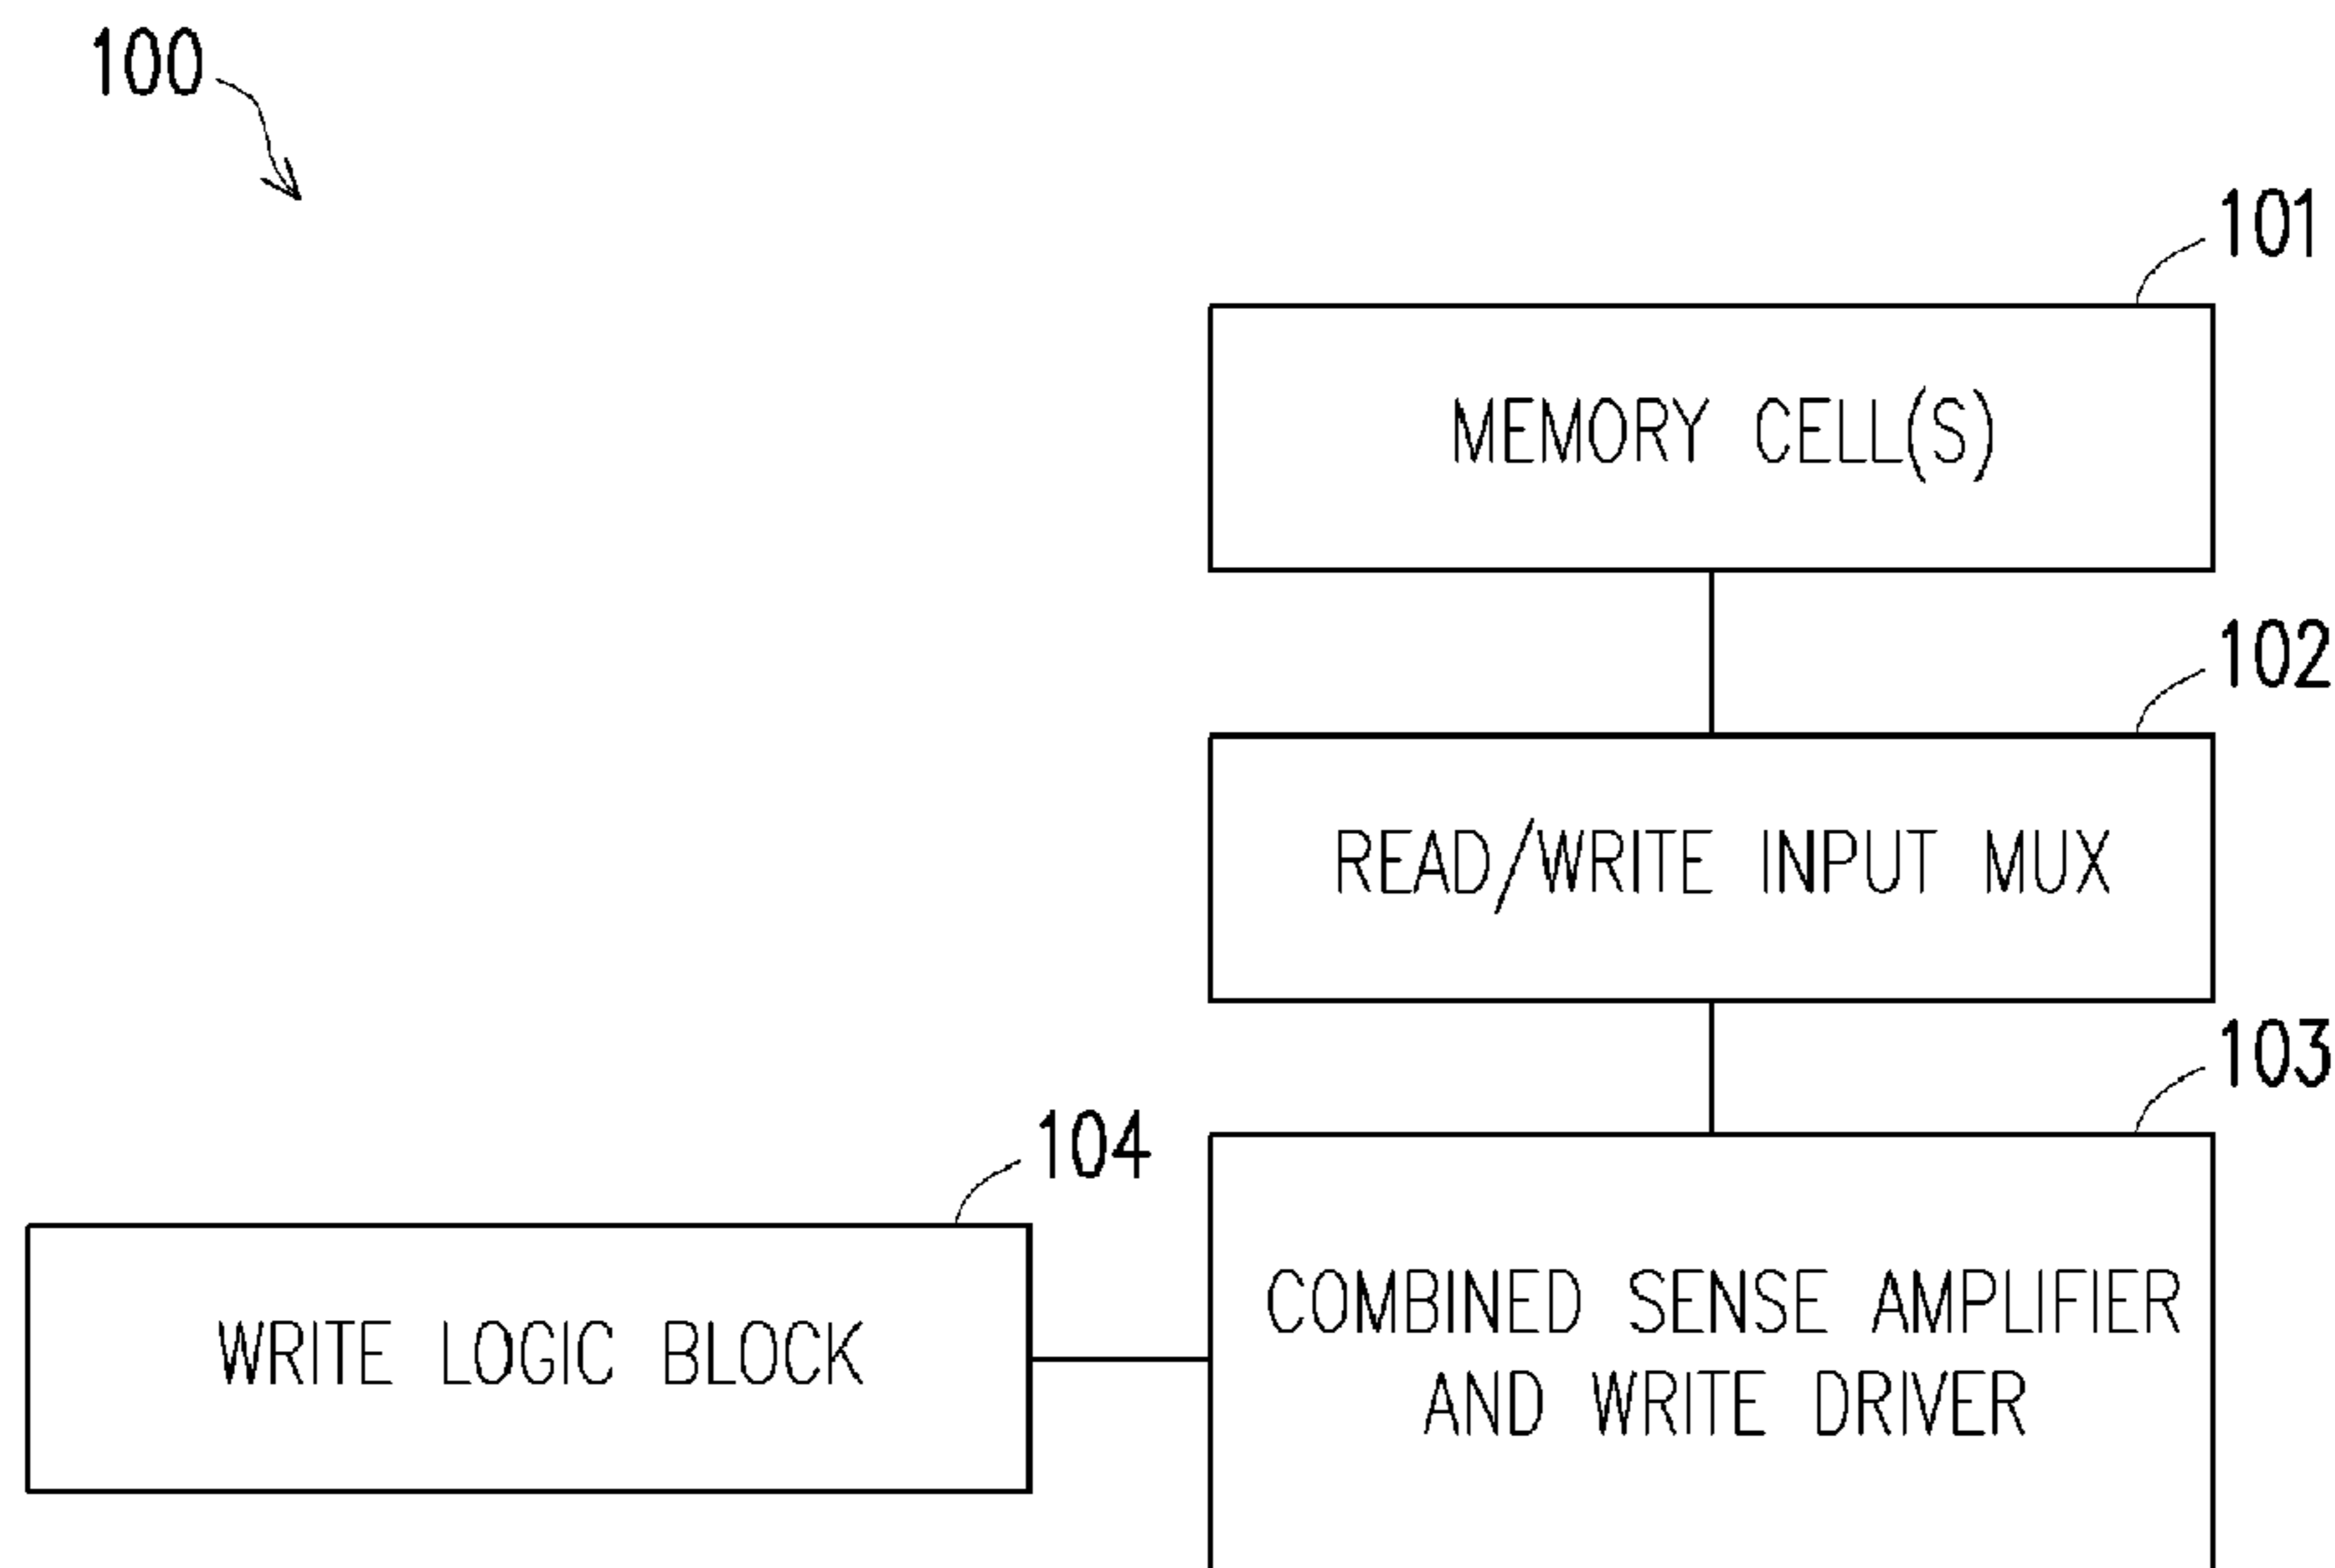 100
101
MEMORY CELL(S)
102
READ/WRITE INPUT MUX
103
104
COMBINED SENSE AMPLIFIER
AND WRITE DRIVER
WRITE LOGIC BLOCK